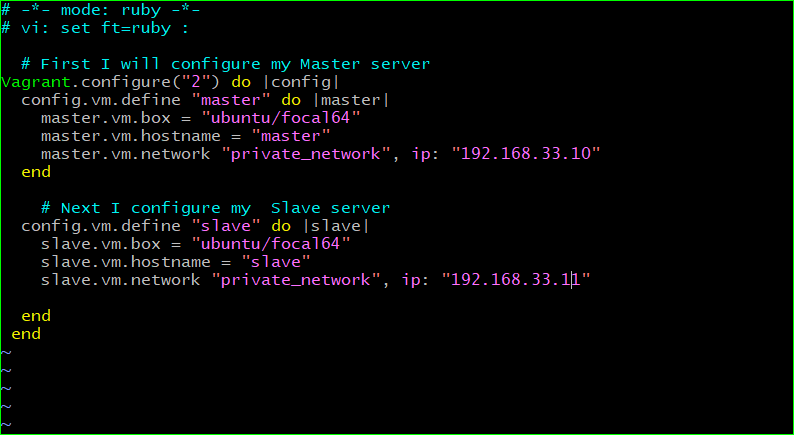 # -*- mode: ruby -*-
# vi: set ft=ruby :

  # First I will configure my Master server
Vagrant.configure("2") do |config|
  config.vm.define "master" do |master|
    master.vm.box = "ubuntu/focal64"
    master.vm.hostname = "master"
    master.vm.network "private_network", ip: "192.168.33.10"
  end

    # Next I configure my  Slave server
  config.vm.define "slave" do |slave|
    slave.vm.box = "ubuntu/focal64"
    slave.vm.hostname = "slave"
    slave.vm.network "private_network", ip: "192.168.33.11"

  end
 end
~
~
~
~
~